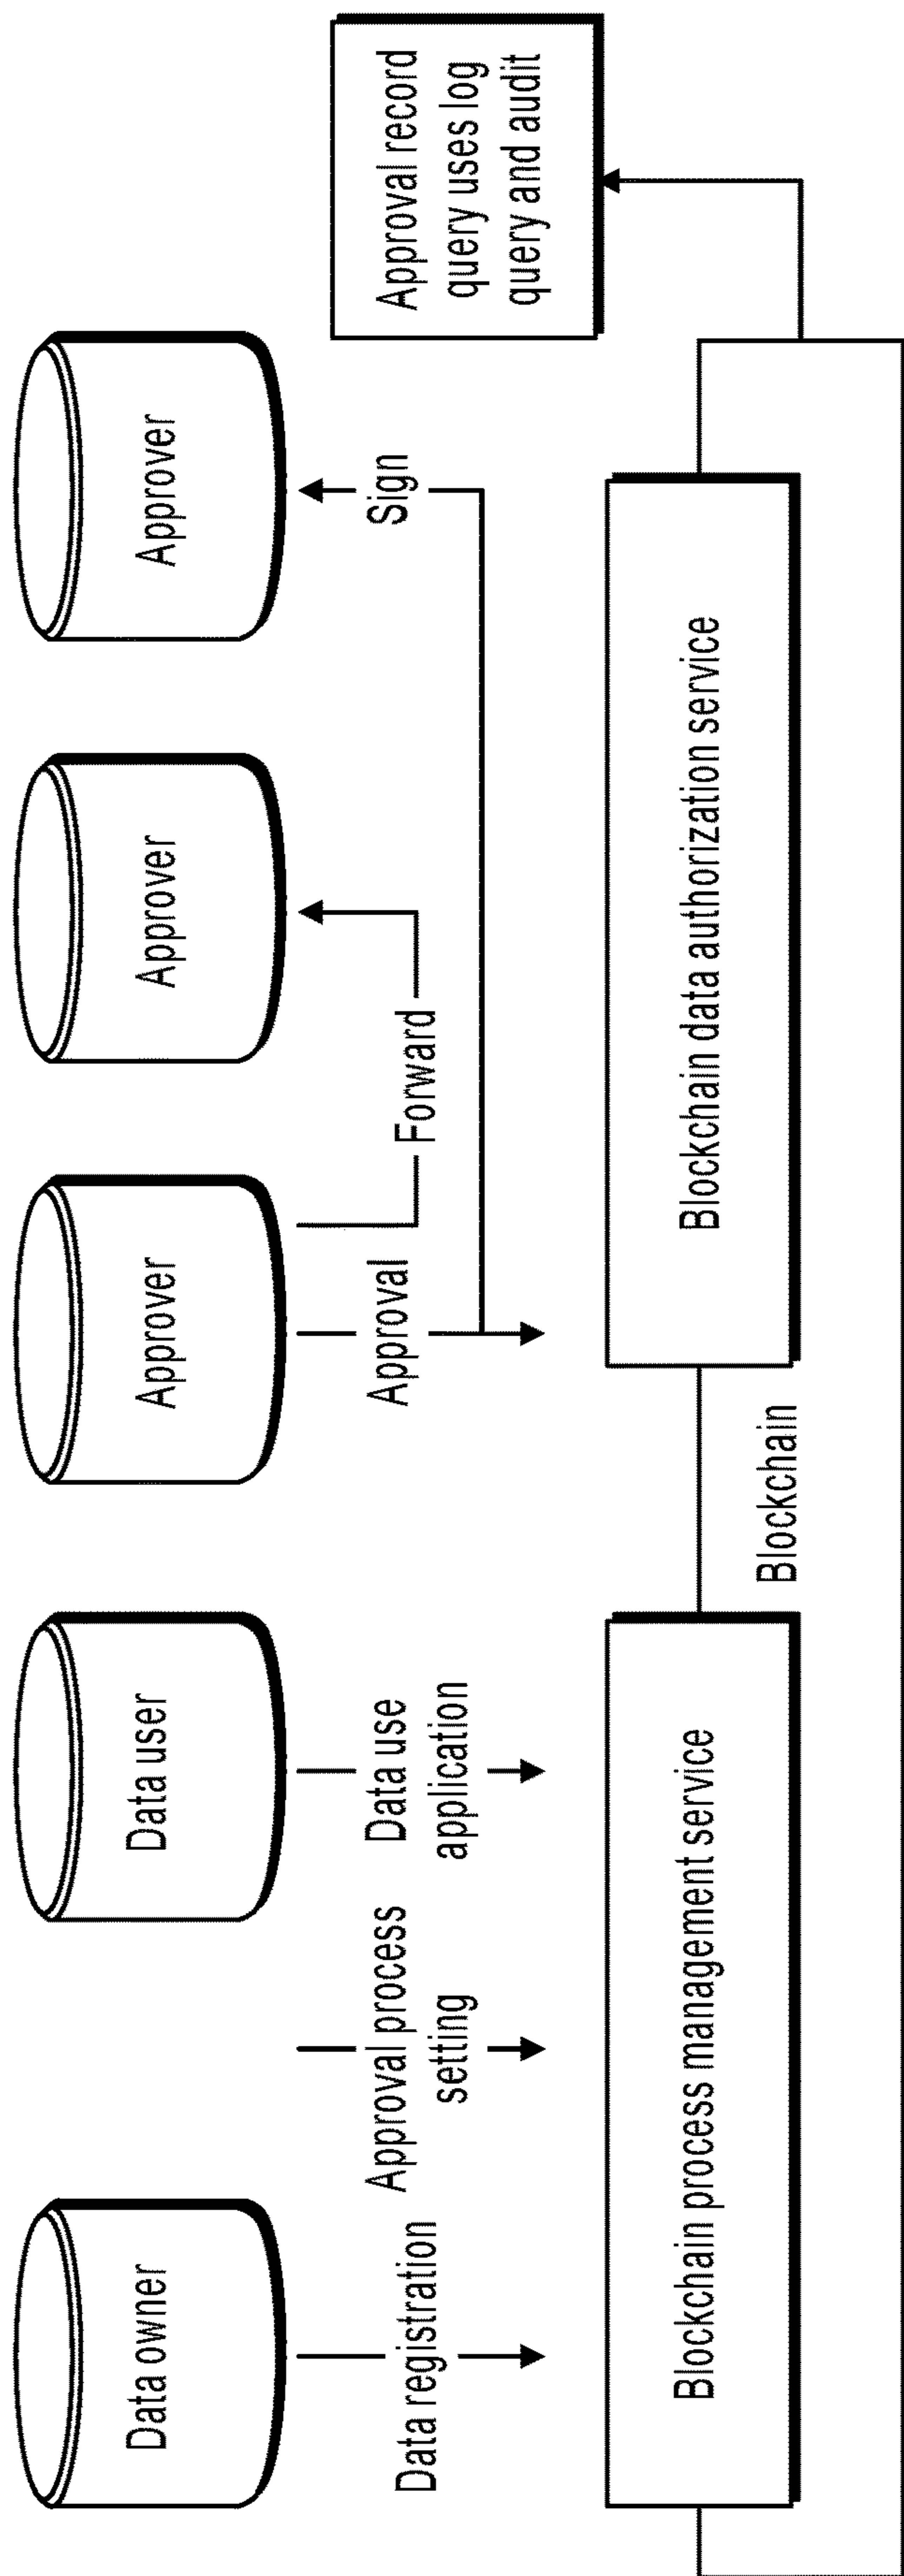 Data owner
Data user
Approver
Approver
Approver
Data registration
Approval process
setting
Data use
application
Approval
Forward
Sign
Approval record
query uses log
query and audit
Blockchain process management service
Blockchain
Blockchain data authorization service